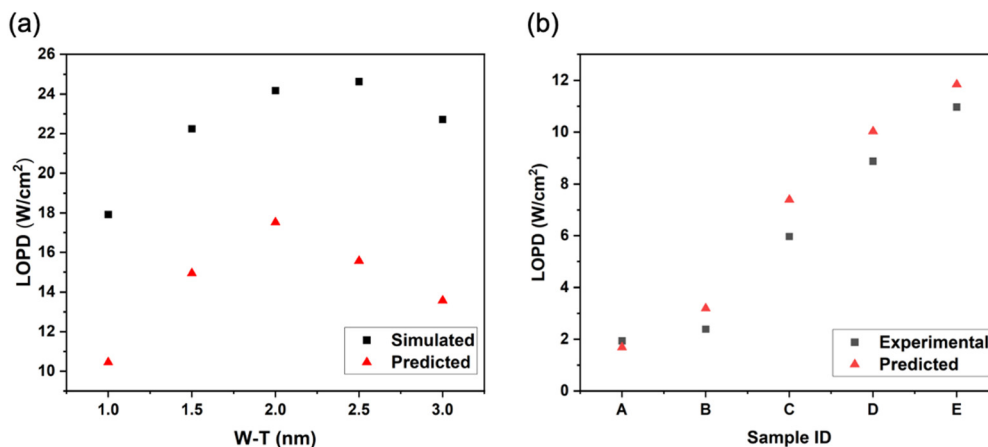 (a)
26
24
22
20
18
16
14
12
10
LOPD (W/cm²)
1.0 1.5 2.0 2.5 3.0
W-T (nm)
Simulated
Predicted
(b)
12
10
8
6
4
2
0
LOPD (W/cm²)
A B C D E
Sample ID
Experimental
Predicted